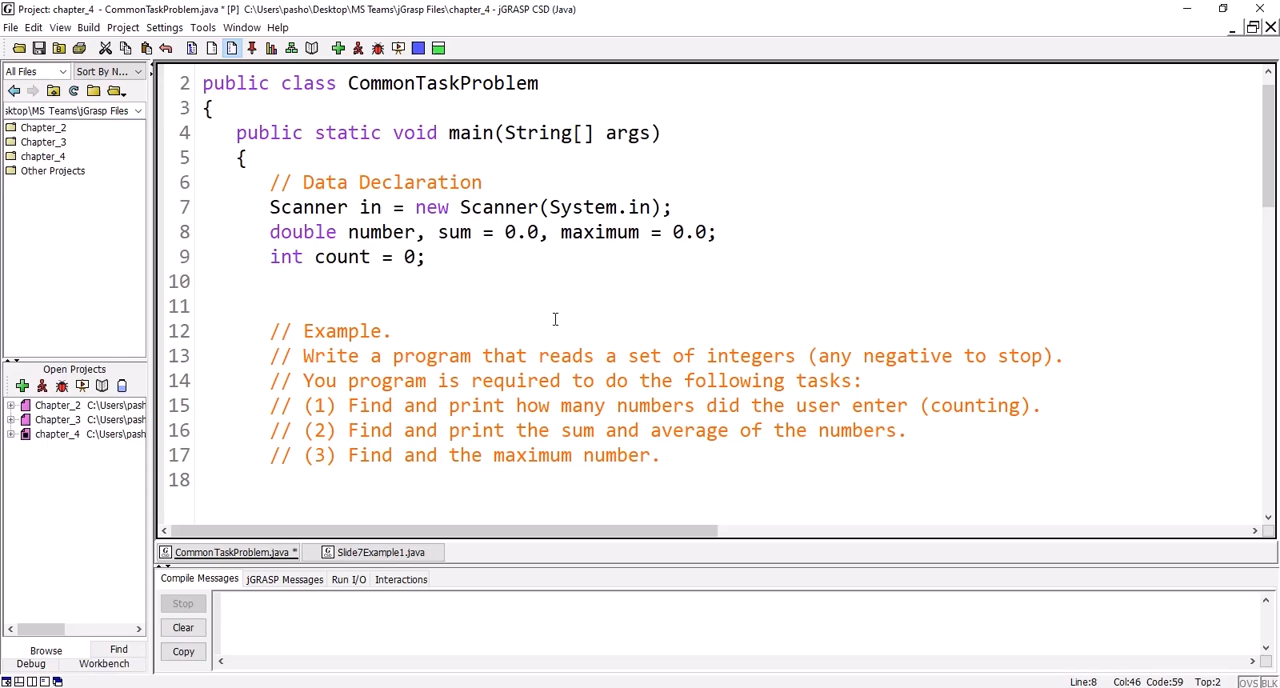 Project: chapter_4 - CommonTaskProblem.java * [P] C:\Users\pasho\Desktop\MS Teams\jGrasp Files\chapter_4 - jGRASP CSD (Java)
File Edit View Build Project Settings Tools Window Help
All Files Sort By N...
sktop\MS Teams\jGrasp Files
Chapter_2
Chapter_3
chapter_4
Other Projects
2 public class CommonTaskProblem
3 {
4 public static void main(String[] args)
5 {
6 // Data Declaration
7 Scanner in = new Scanner(System.in);
8 double number, sum = 0.0, maximum = 0.0;
9 int count = 0;
10
11
12 // Example.
13 // Write a program that reads a set of integers (any negative to stop).
14 // You program is required to do the following tasks:
15 // (1) Find and print how many numbers did the user enter (counting).
16 // (2) Find and print the sum and average of the numbers.
17 // (3) Find and the maximum number.
18
Open Projects
Chapter_2 C:\Users\pash
Chapter_3 C:\Users\pash
chapter_4 C:\Users\pash
Browse Find
Debug Workbench
CommonTaskProblem.java * Slide7Example1.java
Compile Messages jGRASP Messages Run I/O Interactions
Stop
Clear
Copy
Line:8 Col:46 Code:59 Top:2 OVS BLK